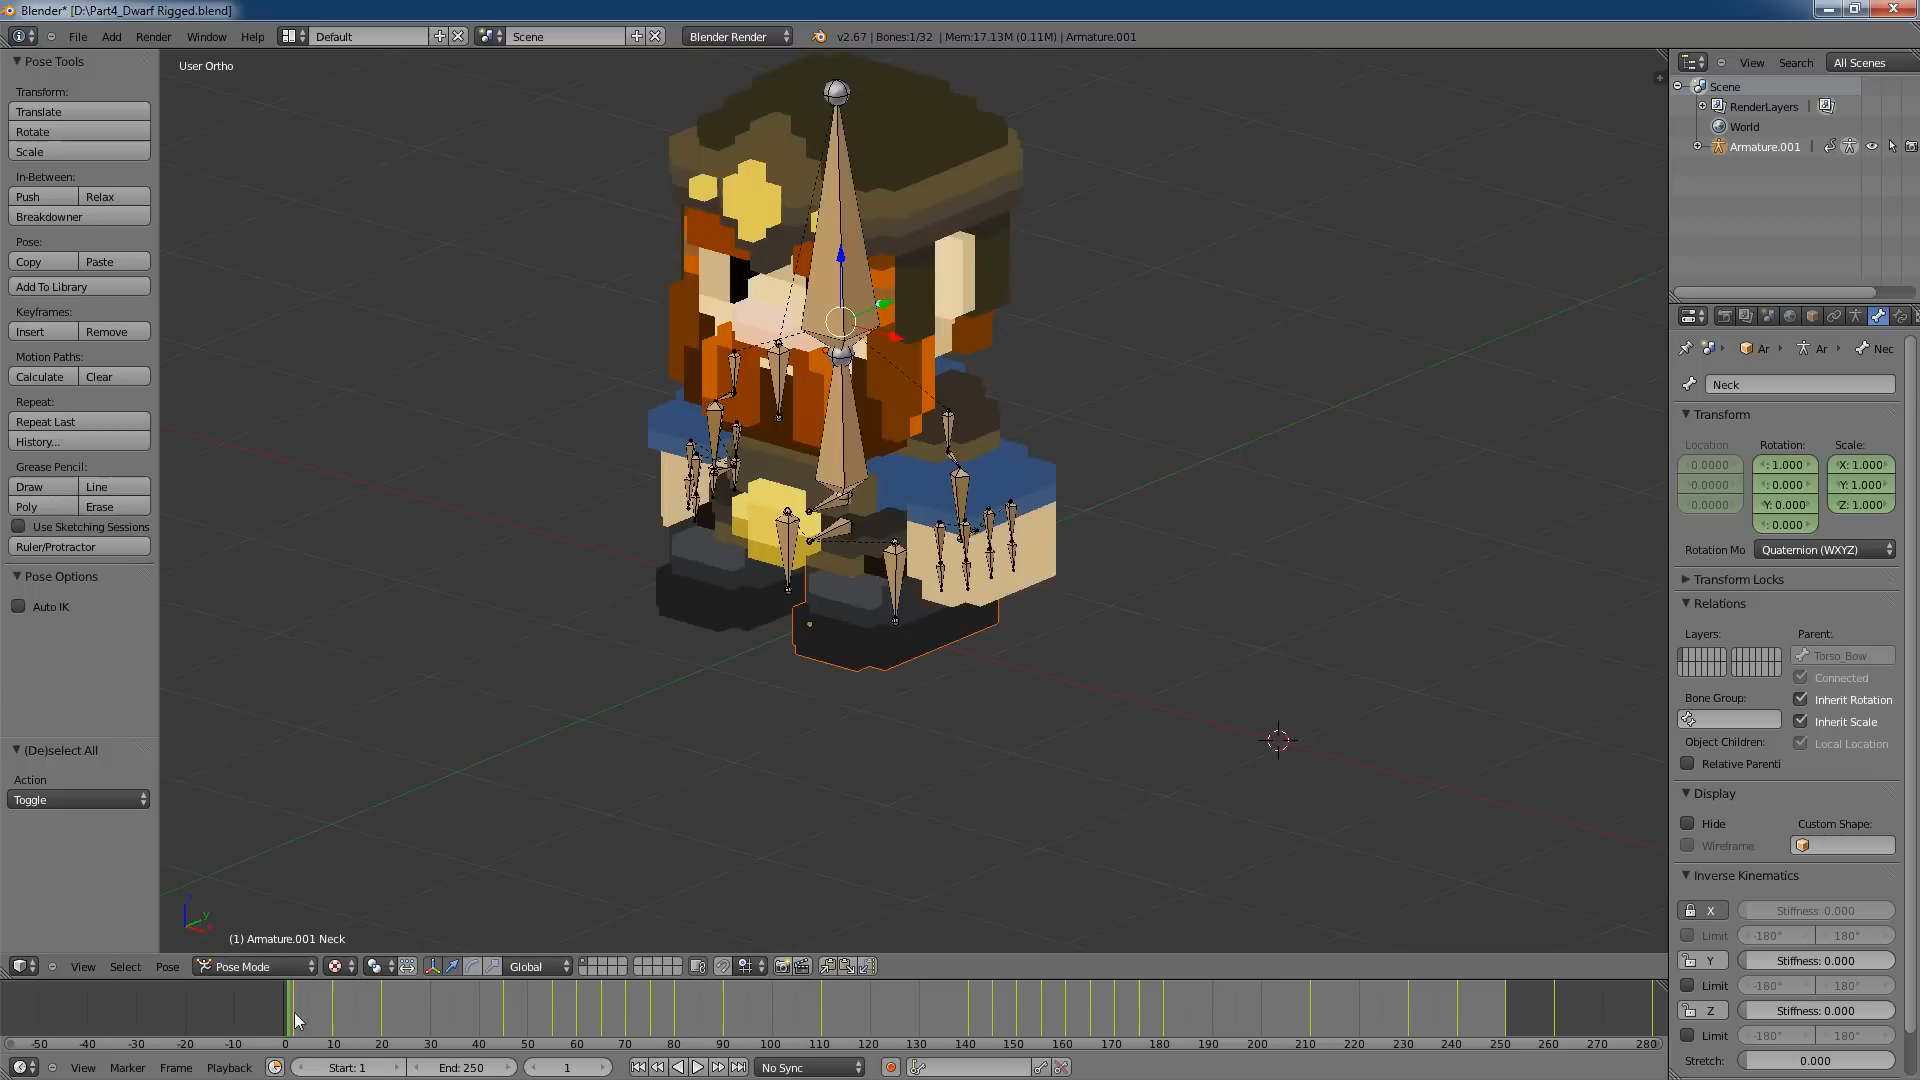 Blender* [D:\Part4_Dwarf Rigged.blend]
File Add Render Window Help Default Scene Blender Render v2.67 | Bones:1/32 | Mem:17.13M (0.11M) | Armature.001
Pose Tools
Transform:
Translate
Rotate
Scale
In-Between:
Push Relax
Breakdowner
Pose:
Copy Paste
Add To Library
Keyframes:
Insert Remove
Motion Paths:
Calculate Clear
Repeat:
Repeat Last
History...
Grease Pencil:
Draw Line
Poly Erase
Use Sketching Sessions
Ruler/Protractor
Pose Options
Auto IK
(De)select All
Action
Toggle
User Ortho
(1) Armature.001 Neck
View Select Pose Pose Mode Global
-50 -40 -30 -20 -10 0 10 20 30 40 50 60 70 80 90 100 110 120 130 140 150 160 170 180 190 200 210 220 230 240 250 260 270 280
View Marker Frame Playback Start: 1 End: 250 1 No Sync
View Search All Scenes
Scene
RenderLayers
World
Armature.001
Ar Ar Nec
Neck
Transform
Location Rotation: Scale:
0.0000 : 1.000 X: 1.000
0.0000 : 0.000 Y: 1.000
0.0000 Y: 0.000 Z: 1.000
: 0.000
Rotation Mo Quaternion (WXYZ)
Transform Locks
Relations
Layers: Parent:
Torso_Bow
Connected
Bone Group: Inherit Rotation
Inherit Scale
Object Children: Local Location
Relative Parenti
Display
Hide Custom Shape:
Wireframe
Inverse Kinematics
X Stiffness: 0.000
Limit -180° 180°
Y Stiffness: 0.000
Limit -180° 180°
Z Stiffness: 0.000
Limit -180° 180°
Stretch: 0.000
x
y
z